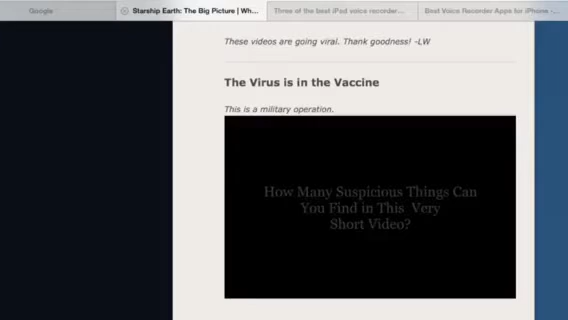 Google
Starship Earth: The Big Picture | Wh...
Three of the best iPod voice recorder...
Best Voice Recorder Apps for iPhone -...
These videos are going viral. Thank goodness! -LW
The Virus is in the Vaccine
This is a military operation.
How Many Suspicious Things Can
You Find in This Very
Short Video?